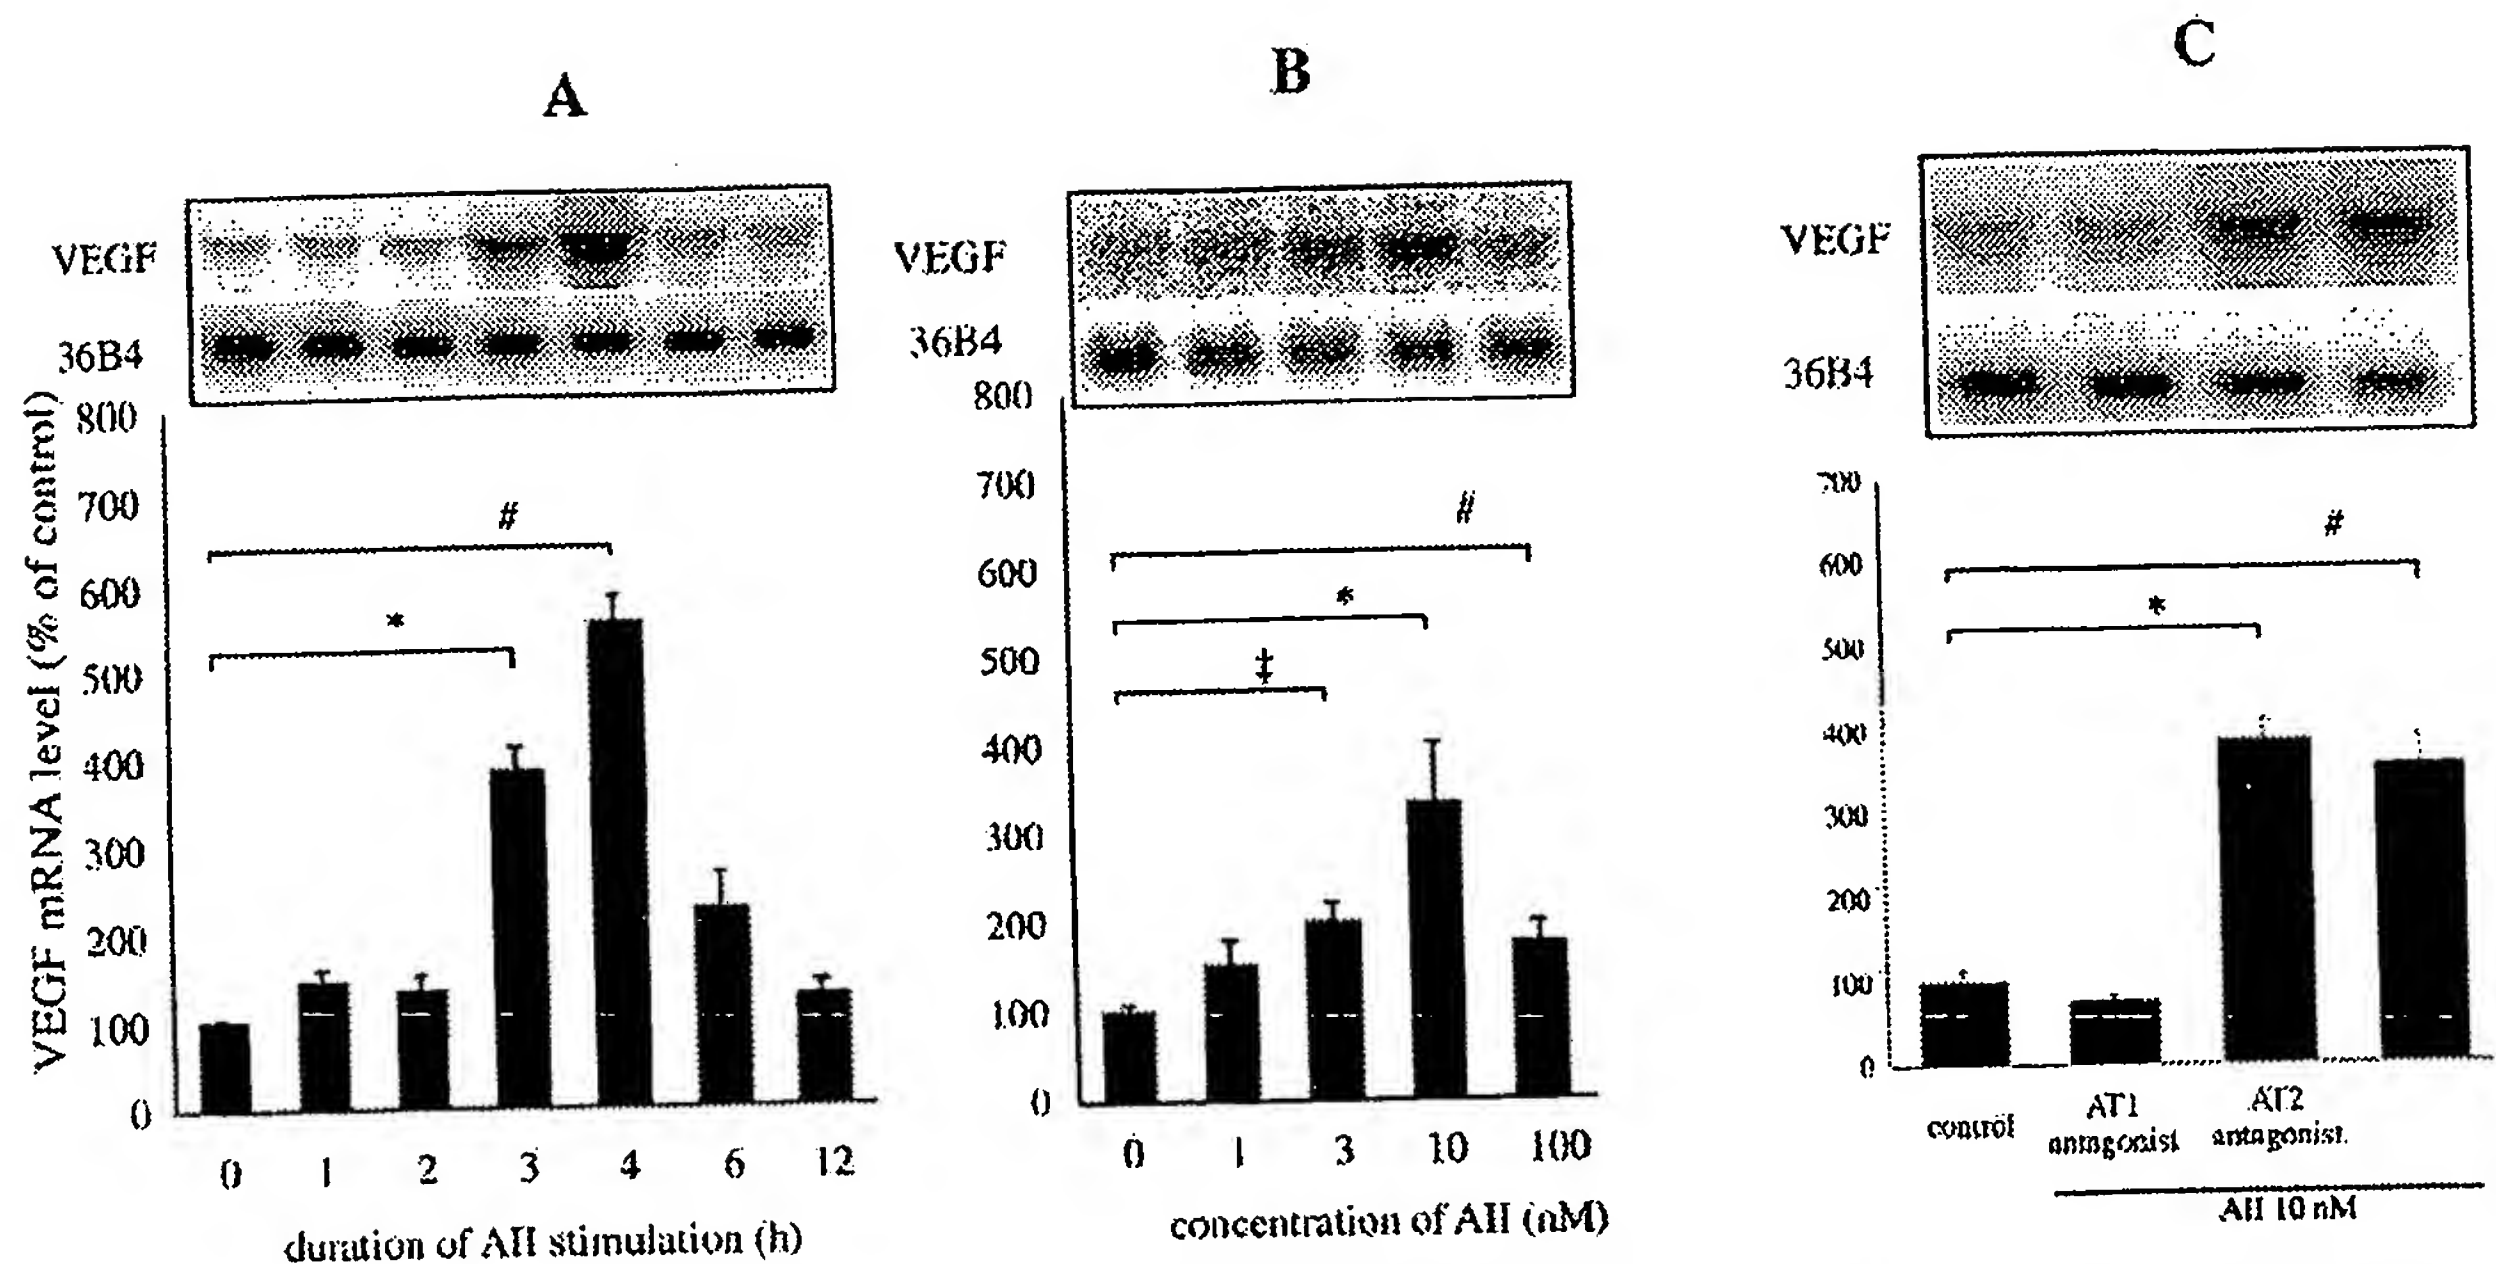 A
VEGF
36B4
VEGF mRNA level (% of control)
800
700
600
500
400
300
200
100
0
#
*
0 1 2 3 4 6 12
duration of AII stimulation (h)
B
VEGF
36B4
800
700
600
500
400
300
200
100
0
#
*
‡
0 1 3 10 100
concentration of AII (nM)
C
VEGF
36B4
700
600
500
400
300
200
100
0
#
*
control
AT1
antagonist
AT2
antagonist
AII 10 nM